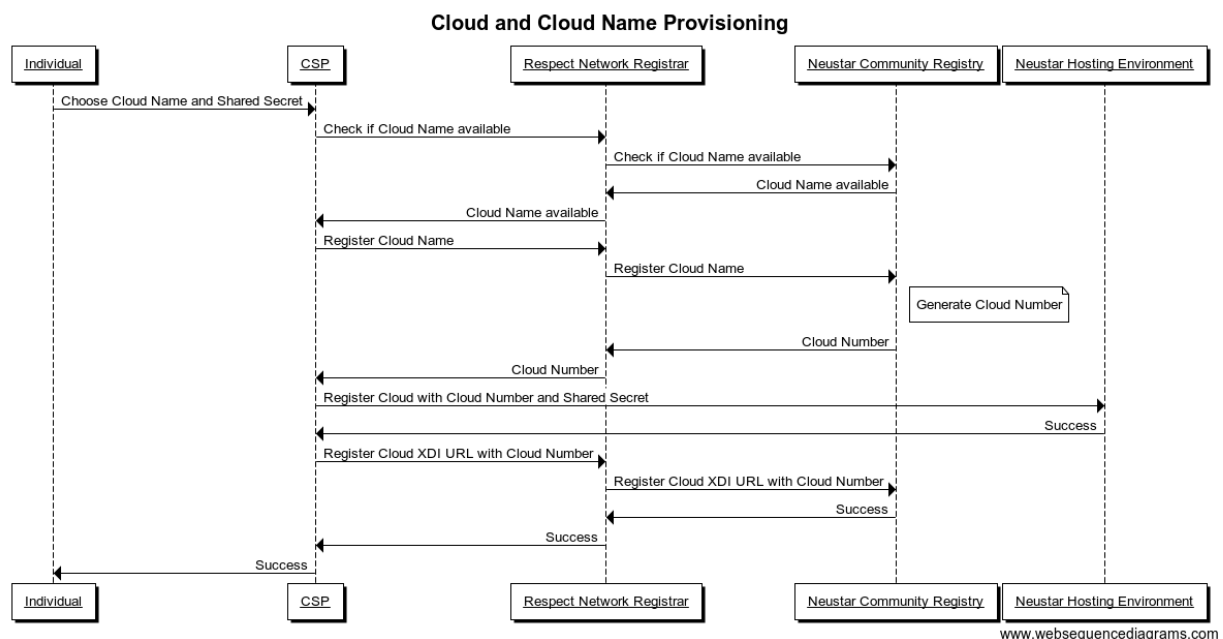 Cloud and Cloud Name Provisioning
Individual
CSP
Respect Network Registrar
Neustar Community Registry
Neustar Hosting Environment
Choose Cloud Name and Shared Secret
Check if Cloud Name available
Check if Cloud Name available
Cloud Name available
Cloud Name available
Register Cloud Name
Register Cloud Name
Generate Cloud Number
Cloud Number
Cloud Number
Register Cloud with Cloud Number and Shared Secret
Success
Register Cloud XDI URL with Cloud Number
Register Cloud XDI URL with Cloud Number
Success
Success
Success
Individual
CSP
Respect Network Registrar
Neustar Community Registry
Neustar Hosting Environment
www.websequencediagrams.com